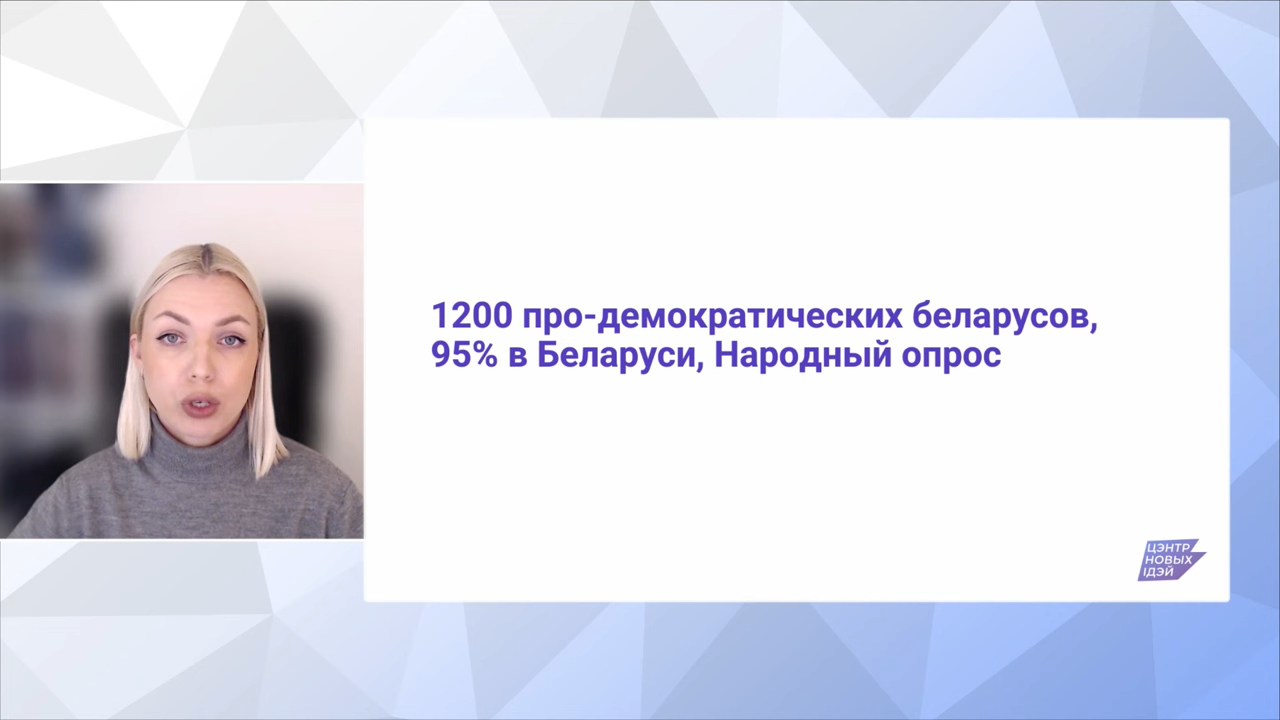 1200 про-демократических беларусов,
95% в Беларуси, Народный опрос
ЦЭНТР
НОВЫХ
ІДЭЙ